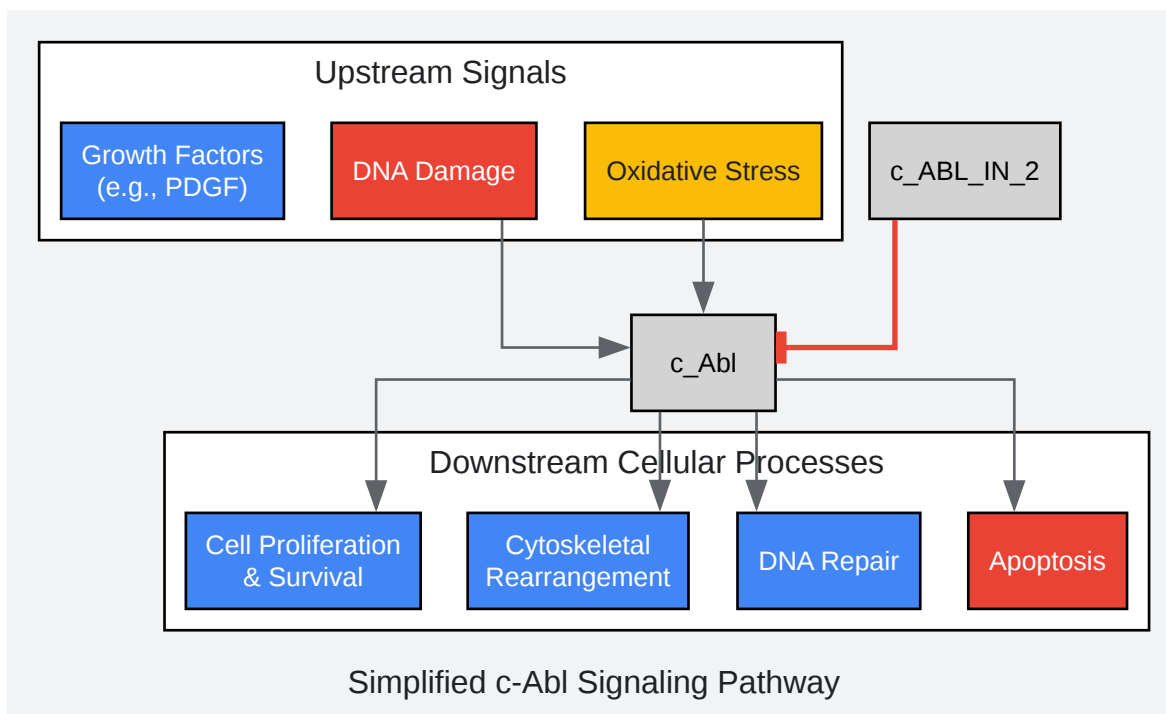 Upstream Signals
Growth Factors
(e.g., PDGF)
DNA Damage
Oxidative Stress
c_ABL_IN_2
c_Abl
Downstream Cellular Processes
Cell Proliferation
& Survival
Cytoskeletal
Rearrangement
DNA Repair
Apoptosis
Simplified c-Abl Signaling Pathway